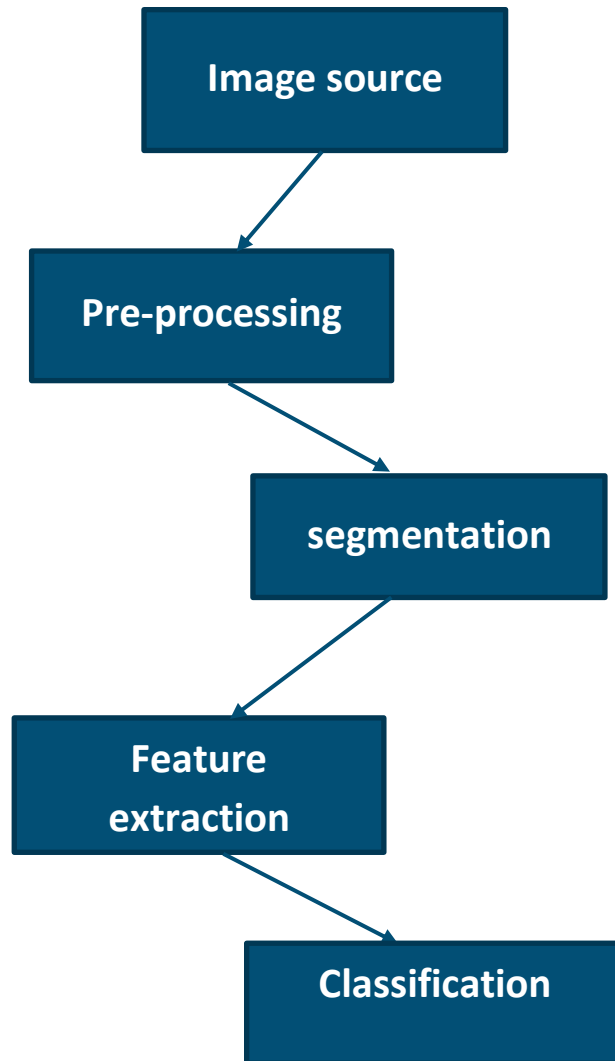 Image source
Pre-processing
segmentation
Feature
extraction
Classification